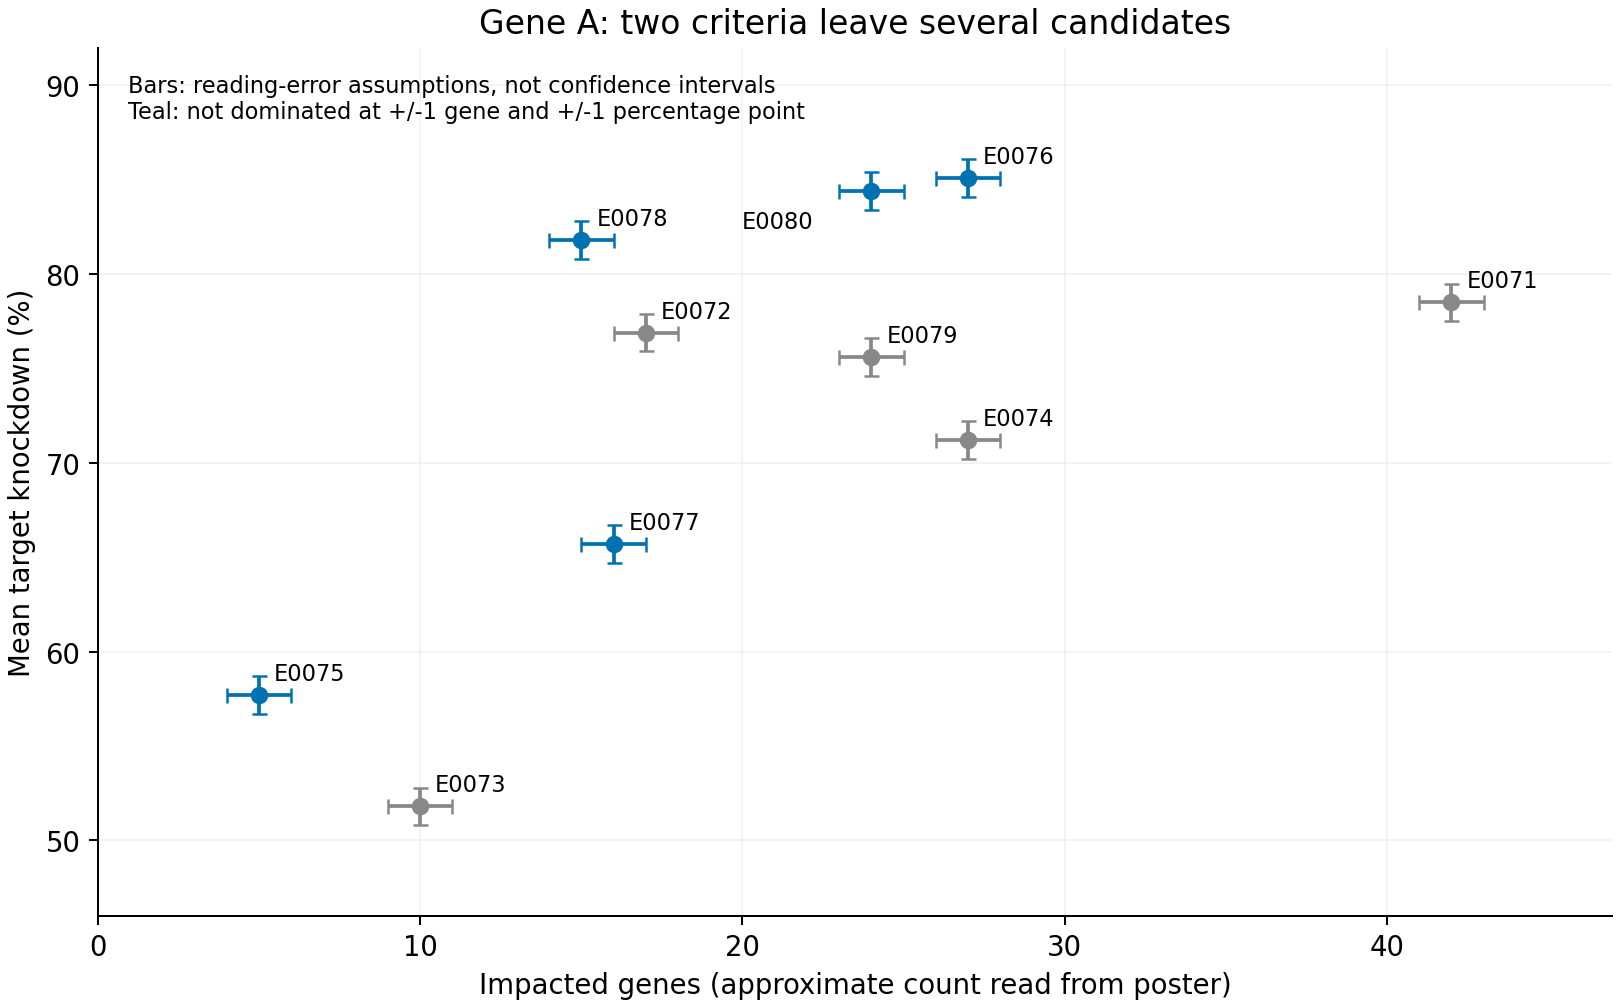 Gene A: two criteria leave several candidates
Bars: reading-error assumptions, not confidence intervals
Teal: not dominated at +/-1 gene and +/-1 percentage point
Mean target knockdown (%)
90
80
70
60
50
E0076
E0078
E0080
E0071
E0072
E0079
E0074
E0077
E0075
E0073
0
10
20
30
40
Impacted genes (approximate count read from poster)